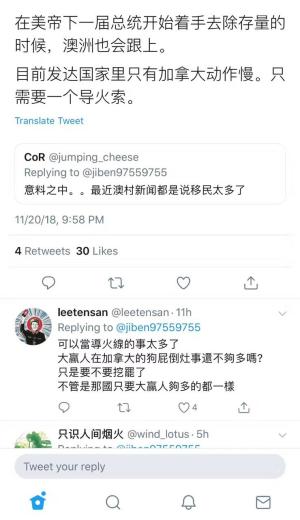 在美帝下一届总统开始着手去除存量的
时候，澳洲也会跟上。
目前发达国家里只有加拿大动作慢。只
需要一个导火索。
Translate Tweet
CoR @jumping_cheese
Replying to @jiben97559755
意料之中。。最近澳村新闻都是说移民太多了
11/20/18, 9:58 PM
4 Retweets 30 Likes
leetensan @leetensan · 11h
Replying to @jiben97559755
可以當導火線的事太多了
大贏人在加拿大的狗屁倒灶事還不夠多嗎?
只是要不要挖罷了
不管是那國只要大贏人夠多的都一樣
4
只识人间烟火 @wind_lotus · 5h
Tweet your reply